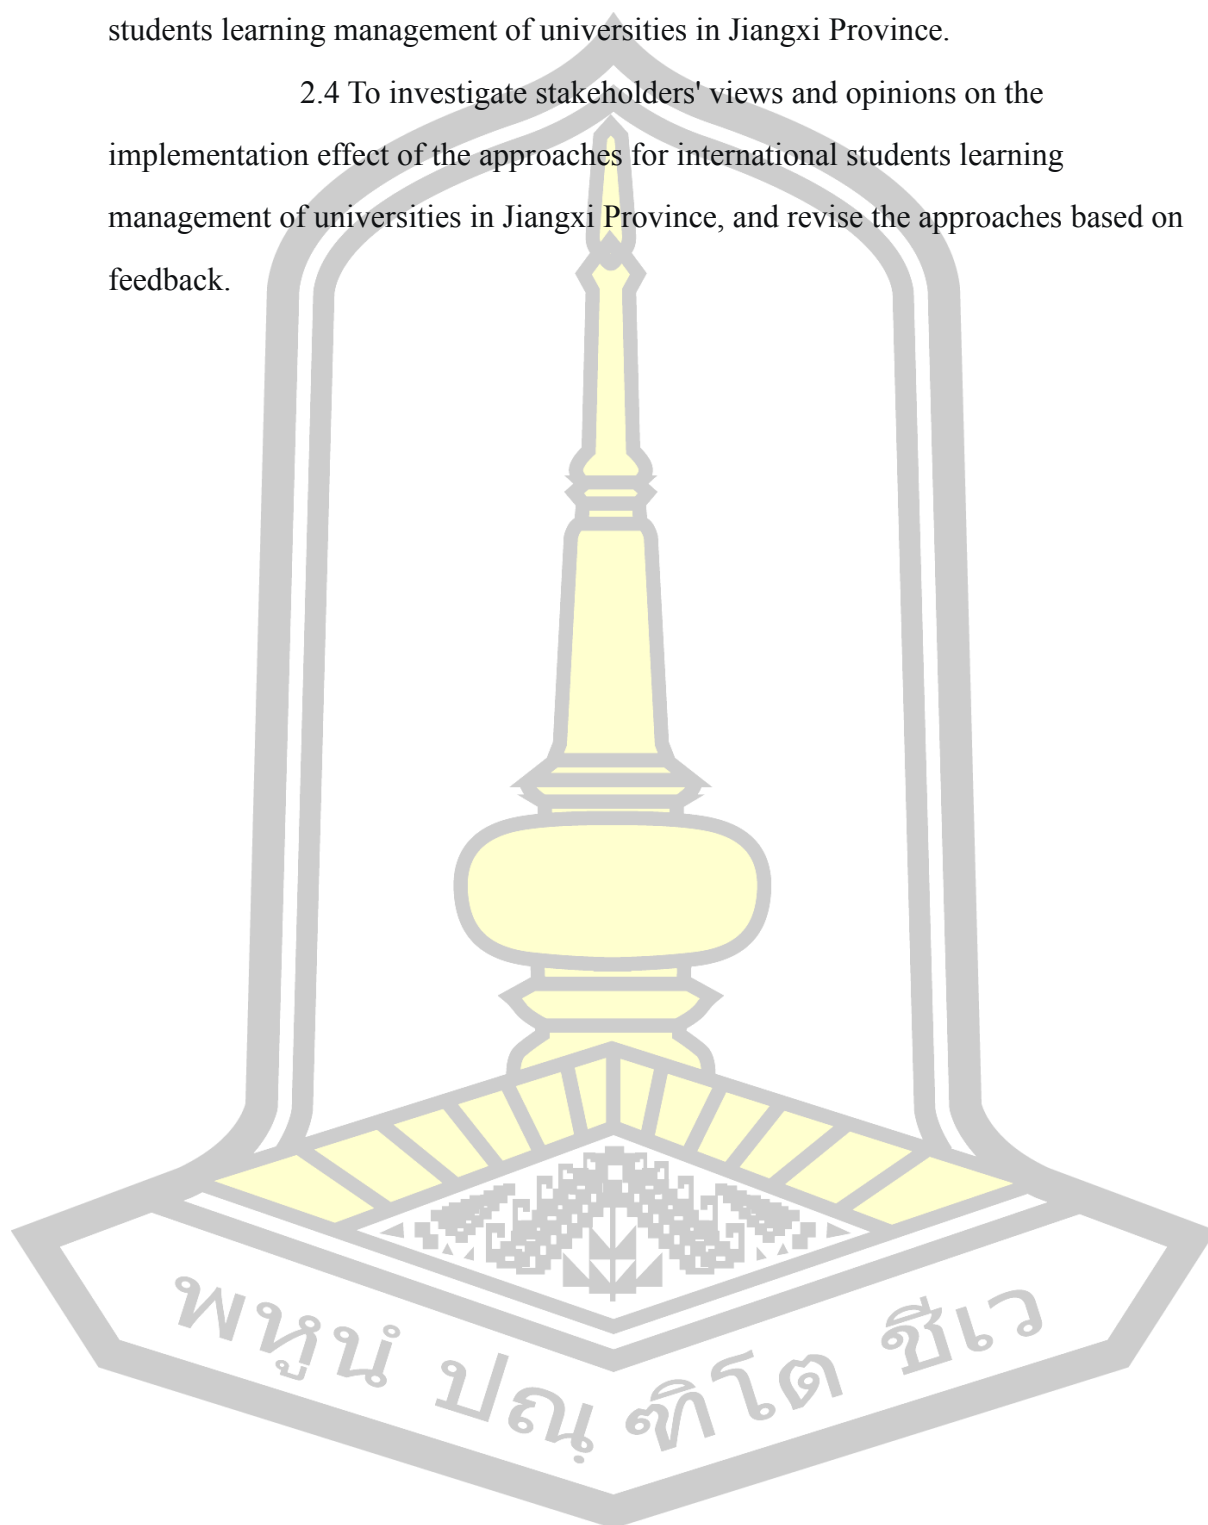 students learning management of universities in Jiangxi Province.
2.4 To investigate stakeholders' views and opinions on the
implementation effect of the approaches for international students learning
management of universities in Jiangxi Province, and revise the approaches based on
feedback.
พหูนํ ปณฺฑิโต ชีเว